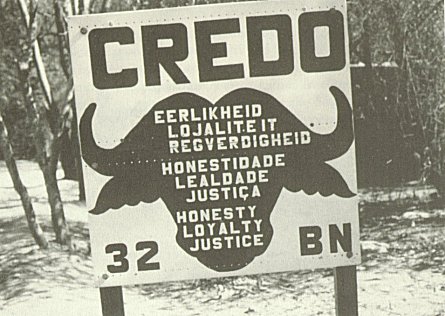 CREDO
EERLIKHEID
LOJALITEIT
REGVERDIGHEID
HONESTIDADE
LEALDADE
JUSTIÇA
HONESTY
LOYALTY
JUSTICE
32 BN